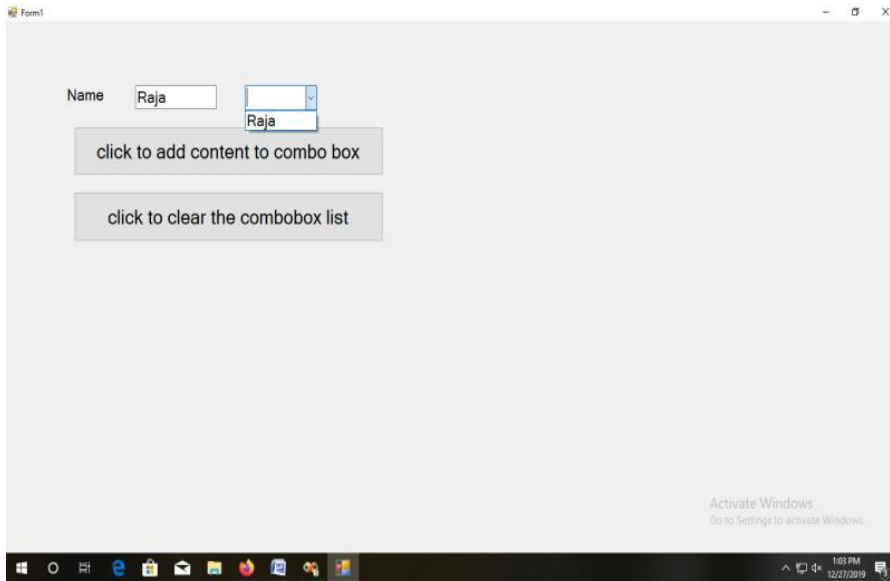 Form1
Name Raja
Raja
click to add content to combo box
click to clear the combobox list
Activate Windows
Go to Settings to activate Windows.
1:03 PM
12/27/2019